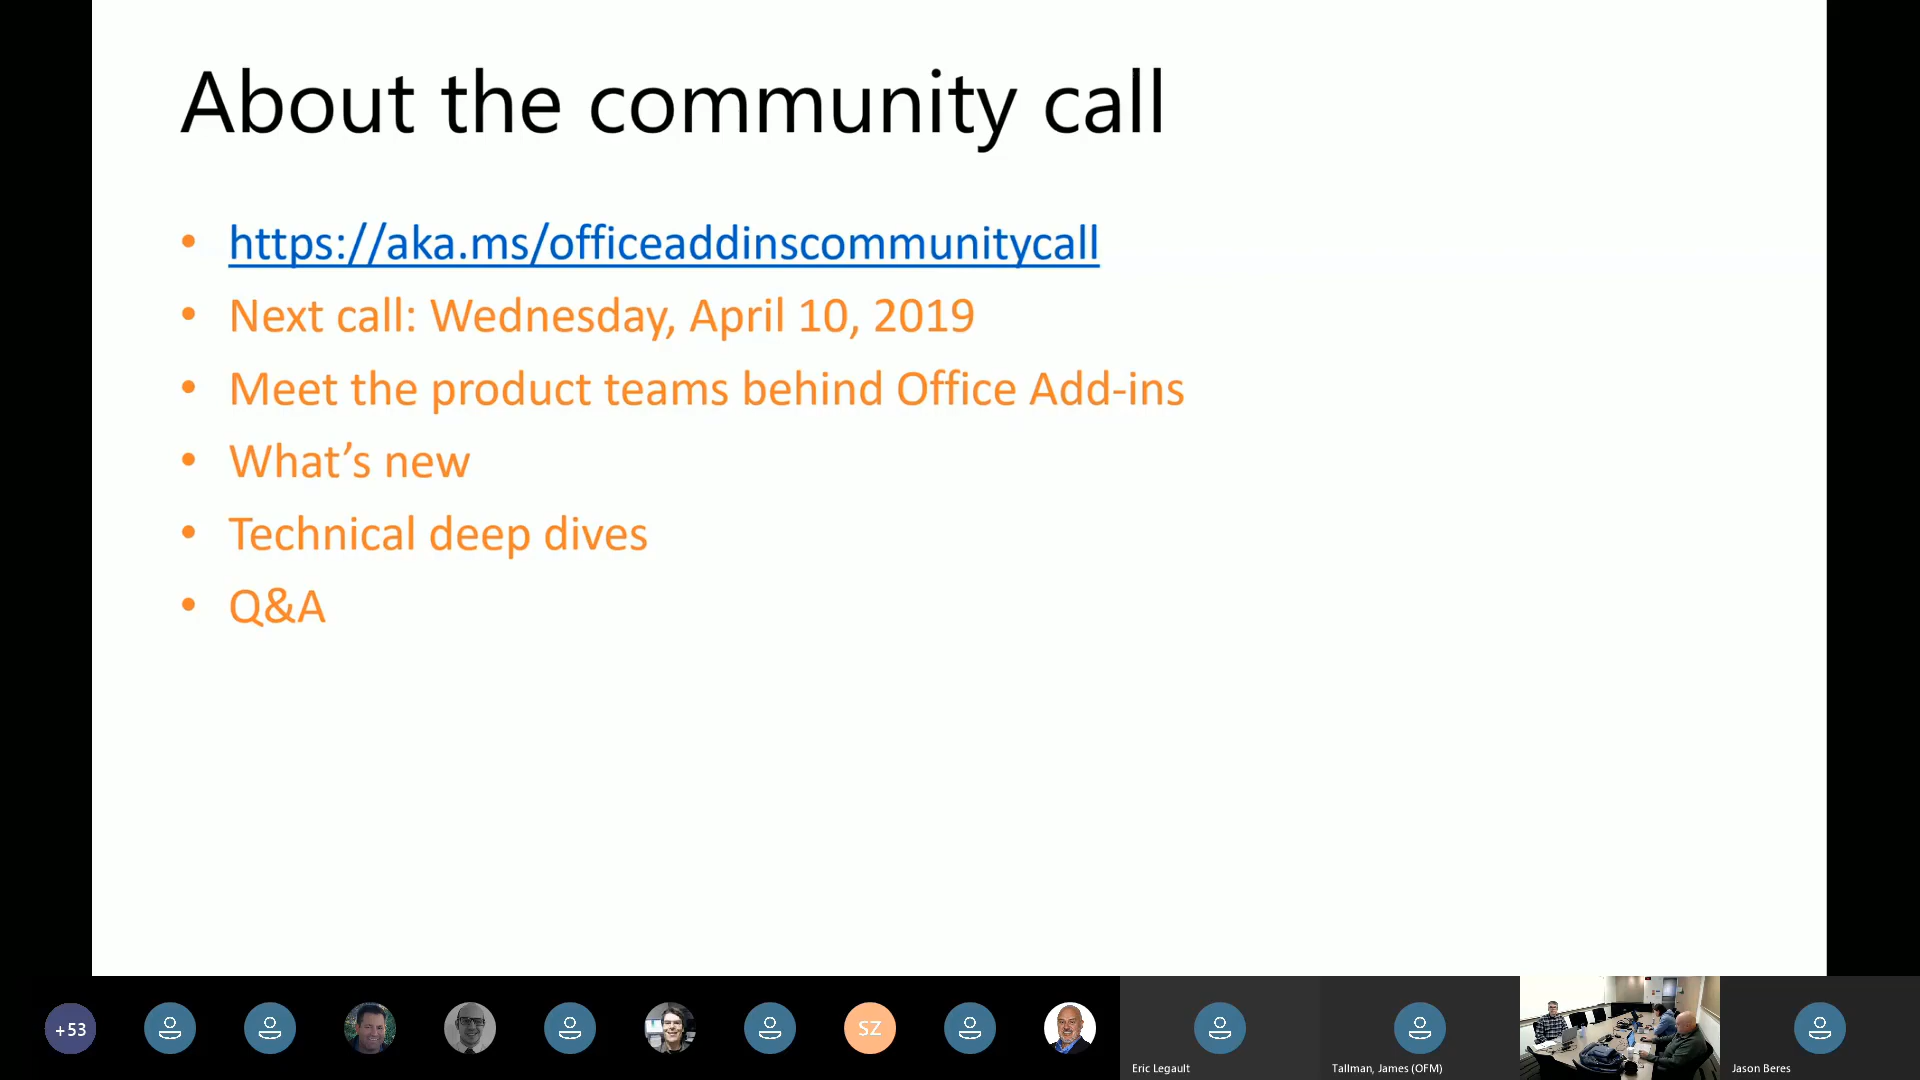 About the community call
• https://aka.ms/officeaddinscommunitycall
• Next call: Wednesday, April 10, 2019
• Meet the product teams behind Office Add-ins
• What’s new
• Technical deep dives
• Q&A
+53
SZ
Eric Legault
Tallman, James (OFM)
Jason Beres